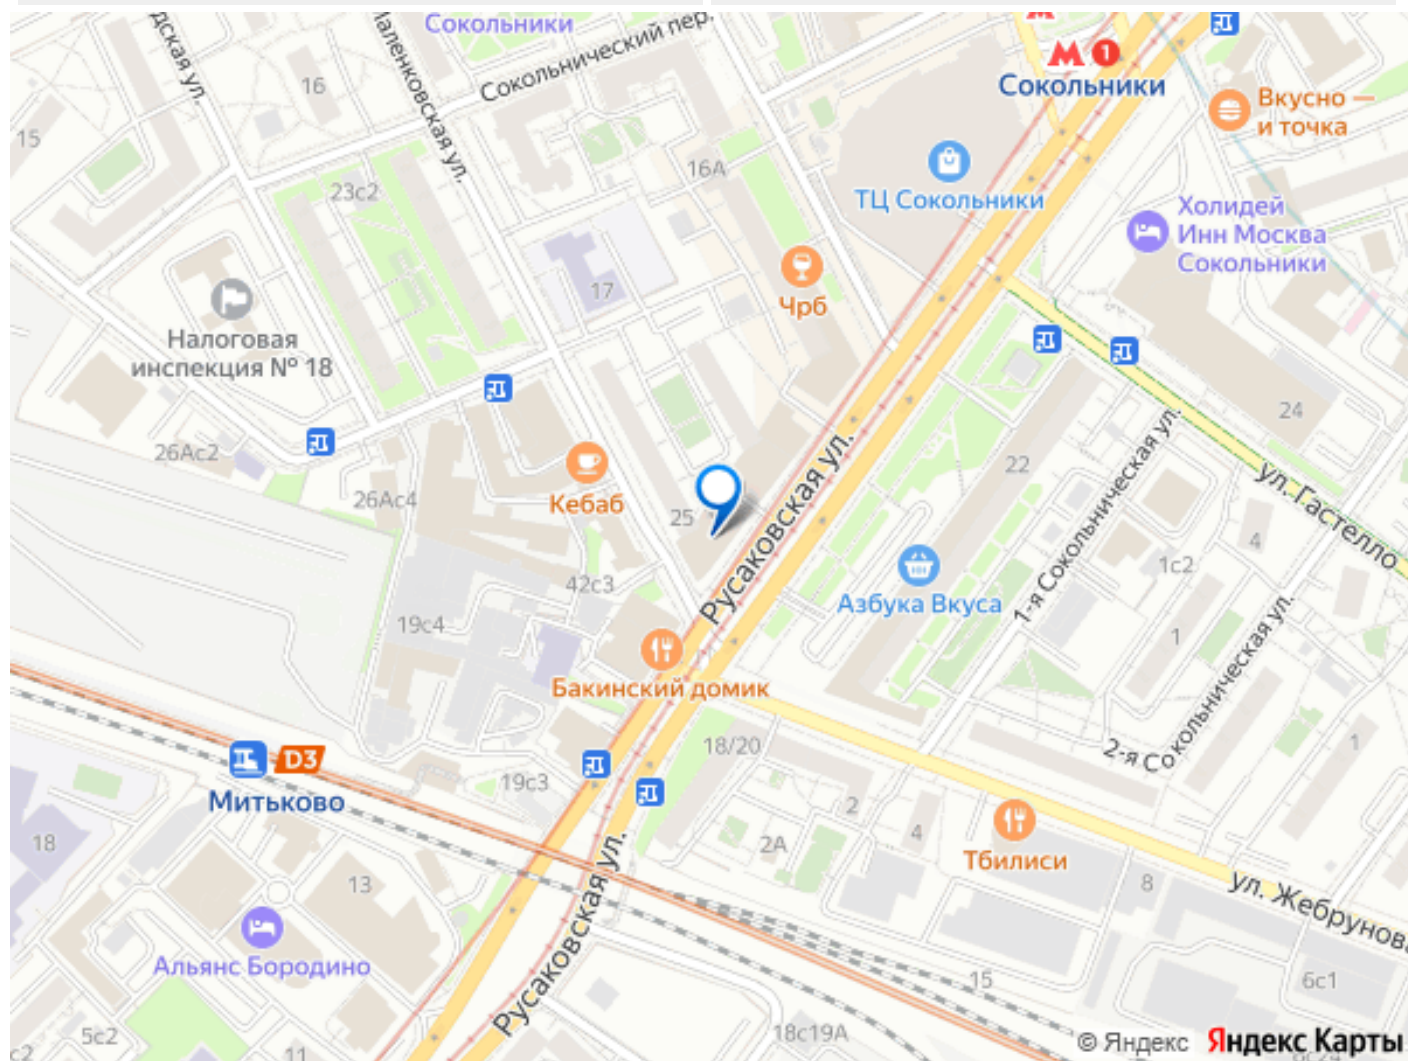 Сокольники
Сокольнический пер.
дская ул.
Маленковская ул.
1
Сокольники
Вкусно —
и точка
16
15
23с2
16А
ТЦ Сокольники
Холидей
Инн Москва
Сокольники
17
Чрб
Налоговая
инспекция № 18
24
26Ас2
26Ас4
Кебаб
25
22
Русаковская ул.
ул. Гастелло
4
1с2
1-я Сокольническая ул.
Азбука Вкуса
42с3
19с4
1
2-я Сокольническая ул.
1
Бакинский домик
18/20
D3
Митьково
19с3
2
4
2А
Тбилиси
18
13
8
ул. Жебрунова
Альянс Бородино
Русаковская ул.
15
6с1
5с2
с2
11
18с19А
© Яндекс Яндекс Карты